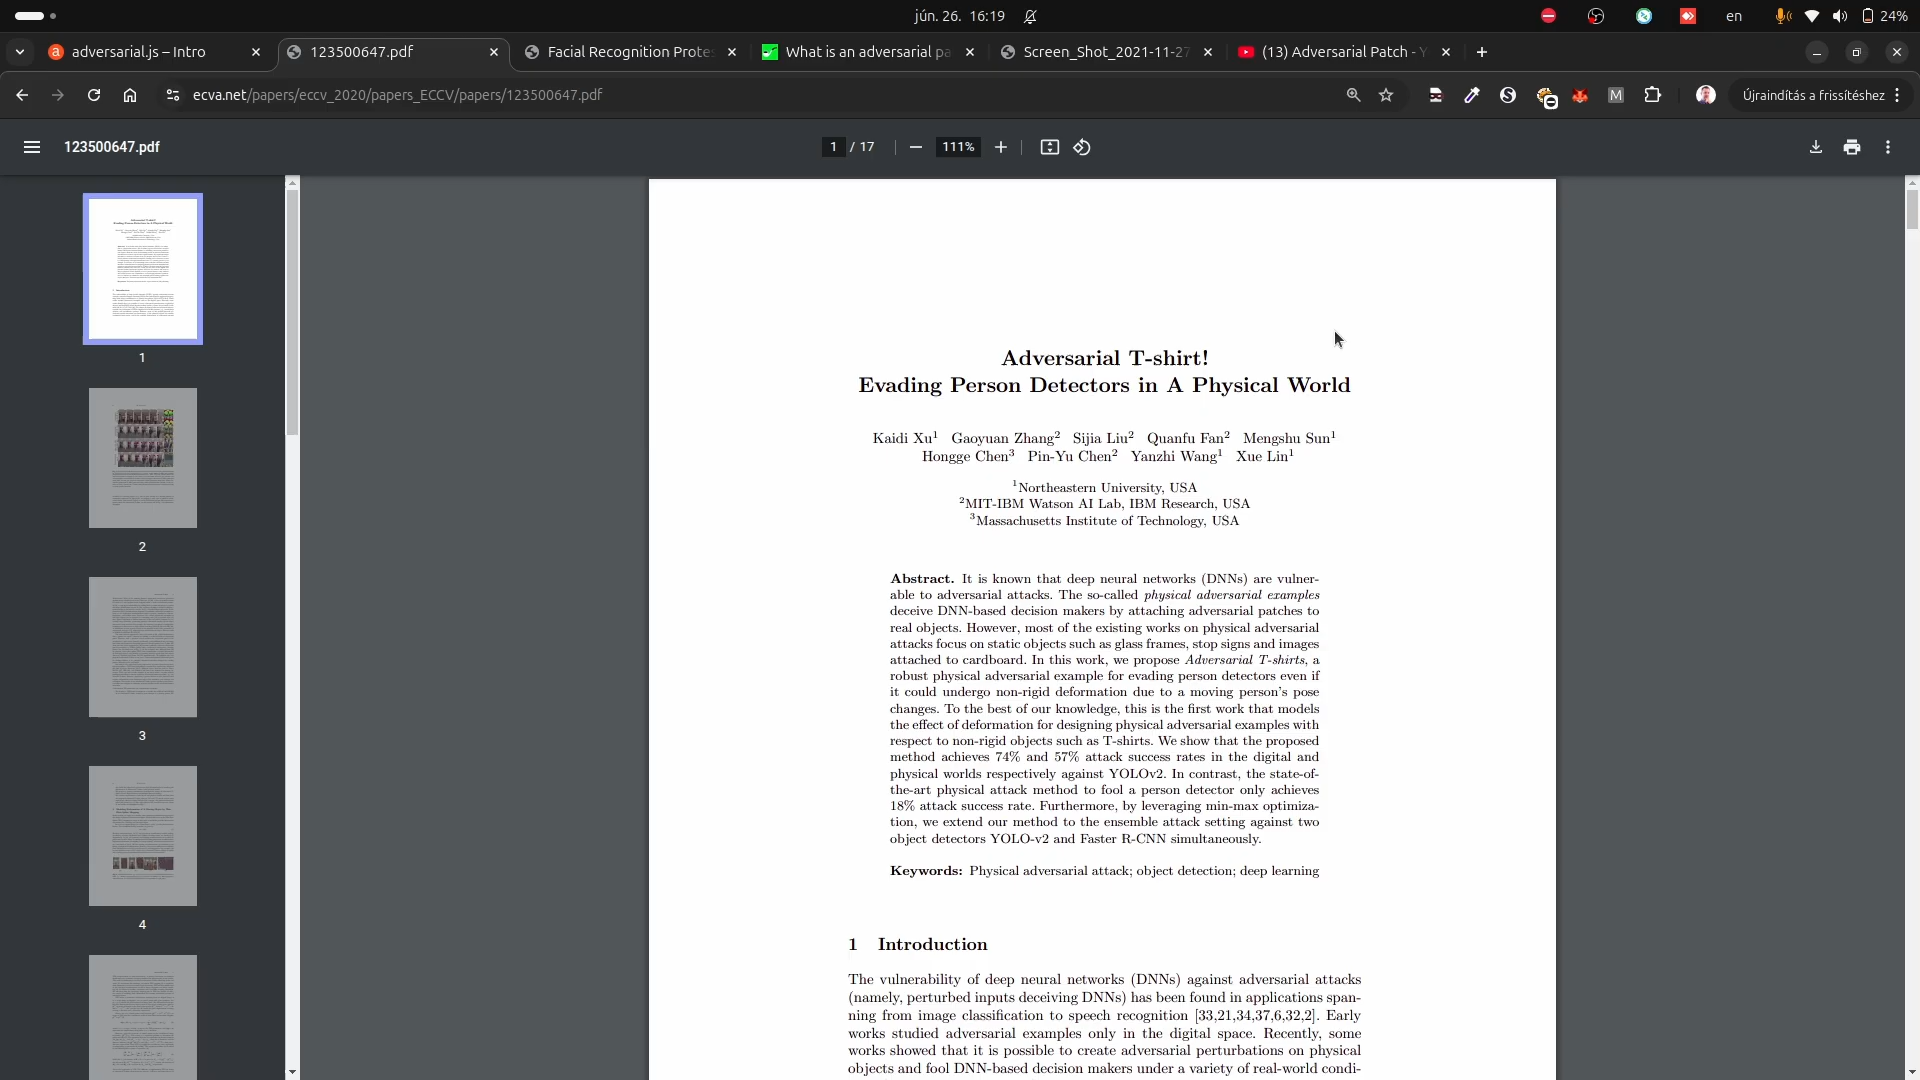 jún. 26. 16:19
en
24%
adversarial.js – Intro
123500647.pdf
Facial Recognition Protes
What is an adversarial pa
Screen_Shot_2021-11-27
(13) Adversarial Patch - Y
ecva.net/papers/eccv_2020/papers_ECCV/papers/123500647.pdf
Újraindítás a frissítéshez
123500647.pdf
1 / 17
111%
1
2
3
4
Adversarial T-shirt!
Evading Person Detectors in A Physical World
Kaidi Xu1 Gaoyuan Zhang2 Sijia Liu2 Quanfu Fan2 Mengshu Sun1
Hongge Chen3 Pin-Yu Chen2 Yanzhi Wang1 Xue Lin1
1Northeastern University, USA
2MIT-IBM Watson AI Lab, IBM Research, USA
3Massachusetts Institute of Technology, USA
Abstract. It is known that deep neural networks (DNNs) are vulner-
able to adversarial attacks. The so-called physical adversarial examples
deceive DNN-based decision makers by attaching adversarial patches to
real objects. However, most of the existing works on physical adversarial
attacks focus on static objects such as glass frames, stop signs and images
attached to cardboard. In this work, we propose Adversarial T-shirts, a
robust physical adversarial example for evading person detectors even if
it could undergo non-rigid deformation due to a moving person's pose
changes. To the best of our knowledge, this is the first work that models
the effect of deformation for designing physical adversarial examples with
respect to non-rigid objects such as T-shirts. We show that the proposed
method achieves 74% and 57% attack success rates in the digital and
physical worlds respectively against YOLOv2. In contrast, the state-of-
the-art physical attack method to fool a person detector only achieves
18% attack success rate. Furthermore, by leveraging min-max optimiza-
tion, we extend our method to the ensemble attack setting against two
object detectors YOLO-v2 and Faster R-CNN simultaneously.
Keywords: Physical adversarial attack; object detection; deep learning
1 Introduction
The vulnerability of deep neural networks (DNNs) against adversarial attacks
(namely, perturbed inputs deceiving DNNs) has been found in applications span-
ning from image classification to speech recognition [33,21,34,37,6,32,2]. Early
works studied adversarial examples only in the digital space. Recently, some
works showed that it is possible to create adversarial perturbations on physical
objects and fool DNN-based decision makers under a variety of real-world condi-